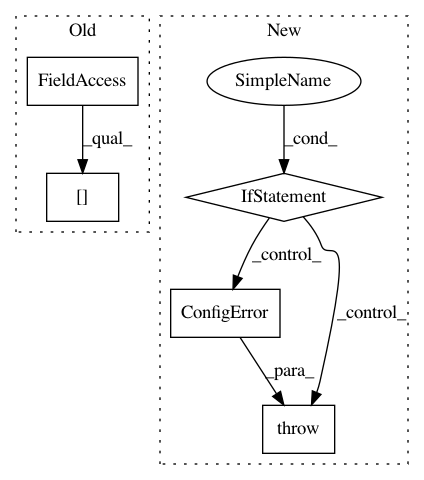 Old
New
FieldAccess
SimpleName
_qual_
_cond_
[]
IfStatement
_control_
ConfigError
_control_
_para_
throw